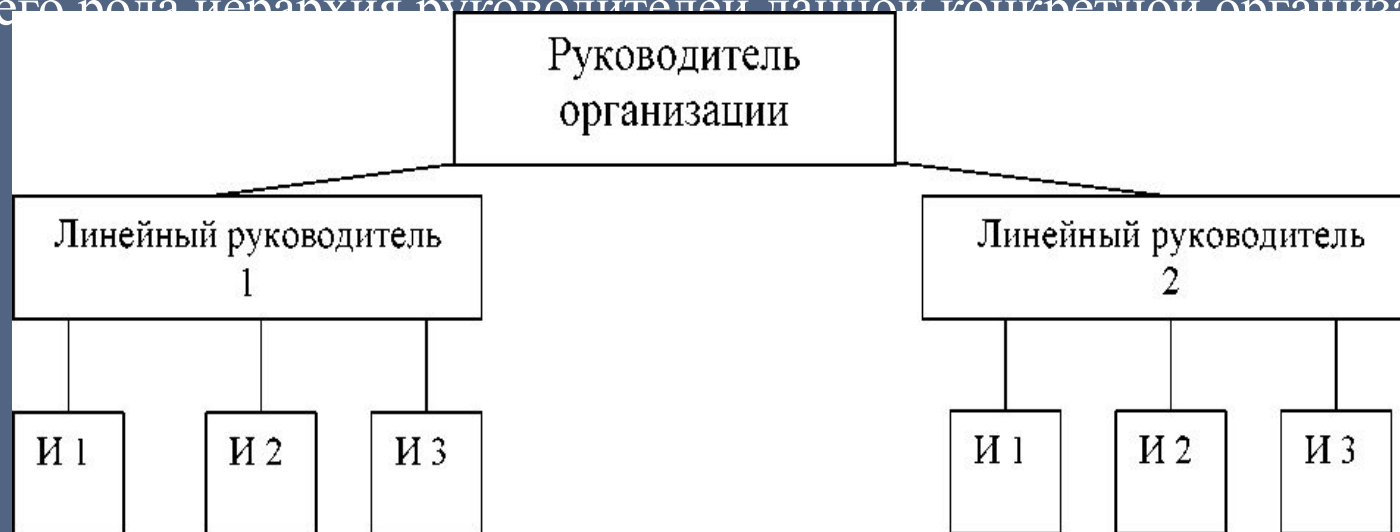 рода иерархия руководителей данной конкретной
Руководитель
организации
Линейный руководитель
1
Линейный руководитель
2
И 1 И 2 И 3 И 1 И 2 И 3